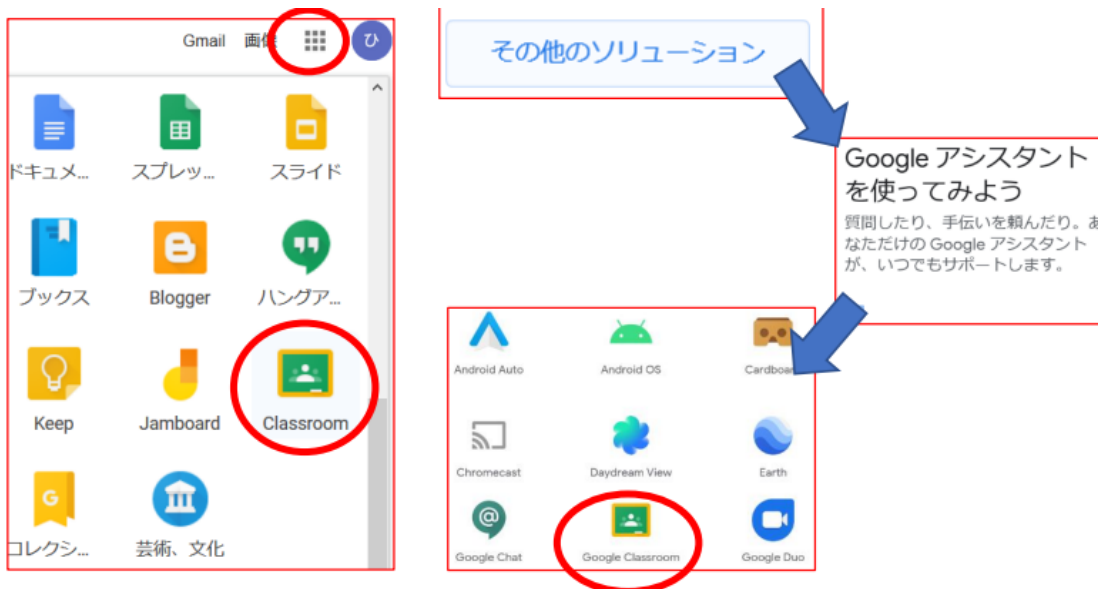 Gmail 画像 ひ
ドキュメ... スプレッ... スライド
ブックス Blogger ハングア...
Keep Jamboard Classroom
コレクシ... 芸術、文化
その他のソリューション
Google アシスタント
を使ってみよう
質問したり、手伝いを頼んだり。あ
なただけの Google アシスタント
が、いつでもサポートします。
Android Auto Android OS Cardboard
Chromecast Daydream View Earth
Google Chat Google Classroom Google Duo